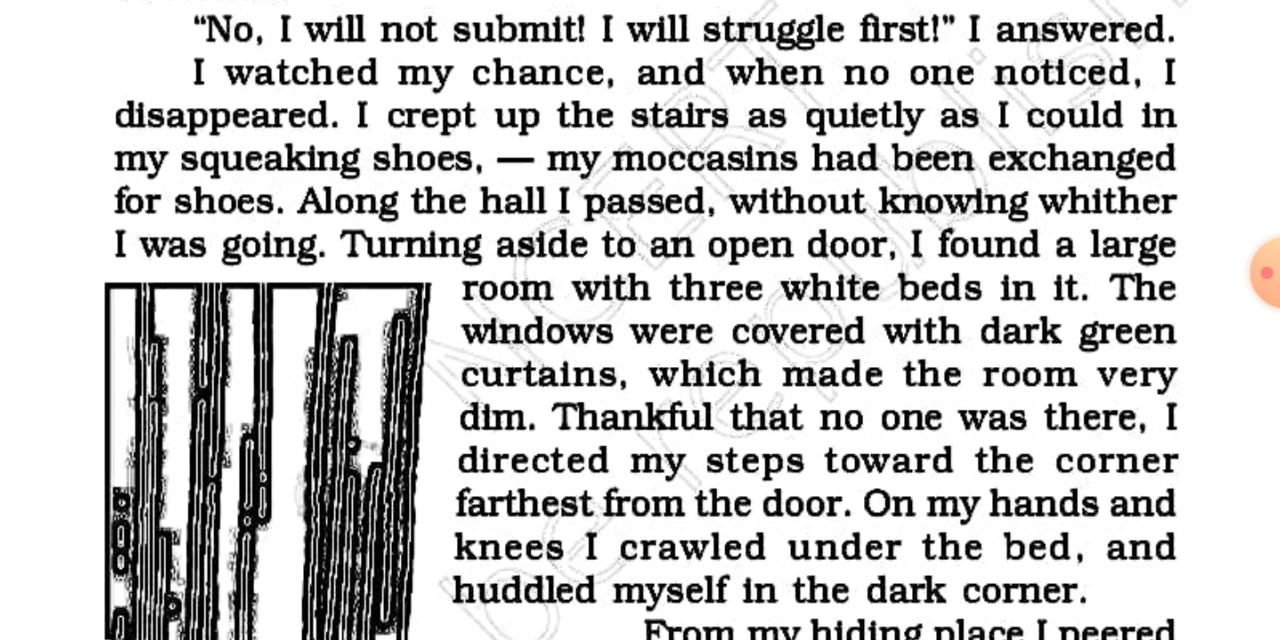 “No, I will not submit! I will struggle first!” I answered.
I watched my chance, and when no one noticed, I
disappeared. I crept up the stairs as quietly as I could in
my squeaking shoes, — my moccasins had been exchanged
for shoes. Along the hall I passed, without knowing whither
I was going. Turning aside to an open door, I found a large
room with three white beds in it. The
windows were covered with dark green
curtains, which made the room very
dim. Thankful that no one was there, I
directed my steps toward the corner
farthest from the door. On my hands and
knees I crawled under the bed, and
huddled myself in the dark corner.
From my hiding place I peered